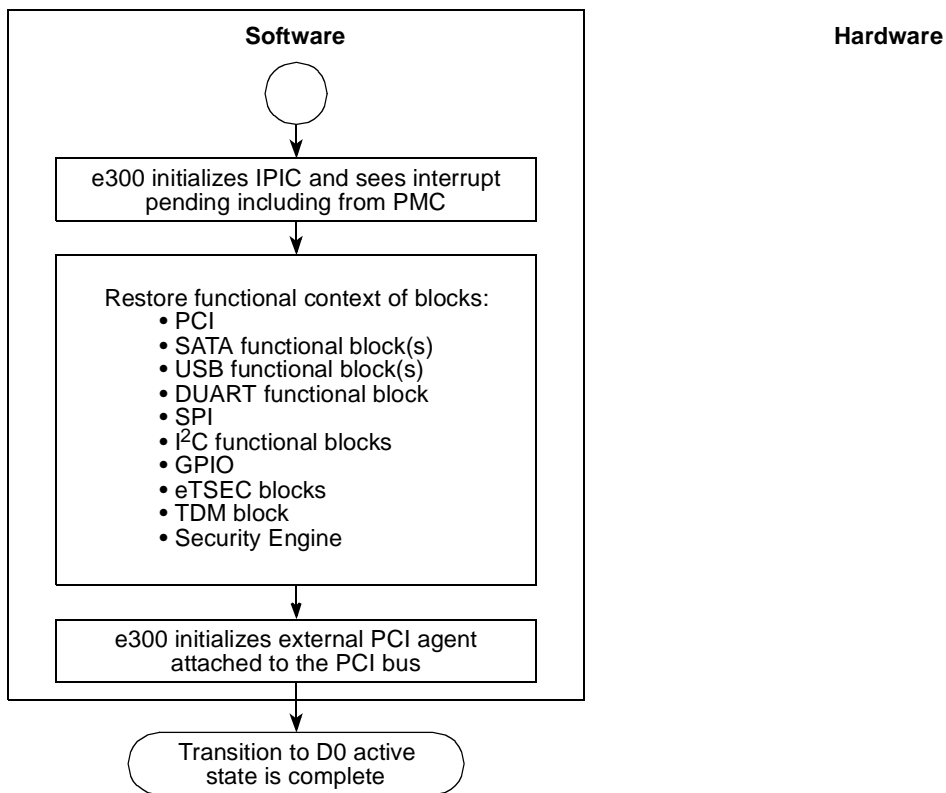 Software
Hardware
e300 initializes IPIC and sees interrupt
pending including from PMC
Restore functional context of blocks:
• PCI
• SATA functional block(s)
• USB functional block(s)
• DUART functional block
• SPI
• I²C functional blocks
• GPIO
• eTSEC blocks
• TDM block
• Security Engine
e300 initializes external PCI agent
attached to the PCI bus
Transition to D0 active
state is complete